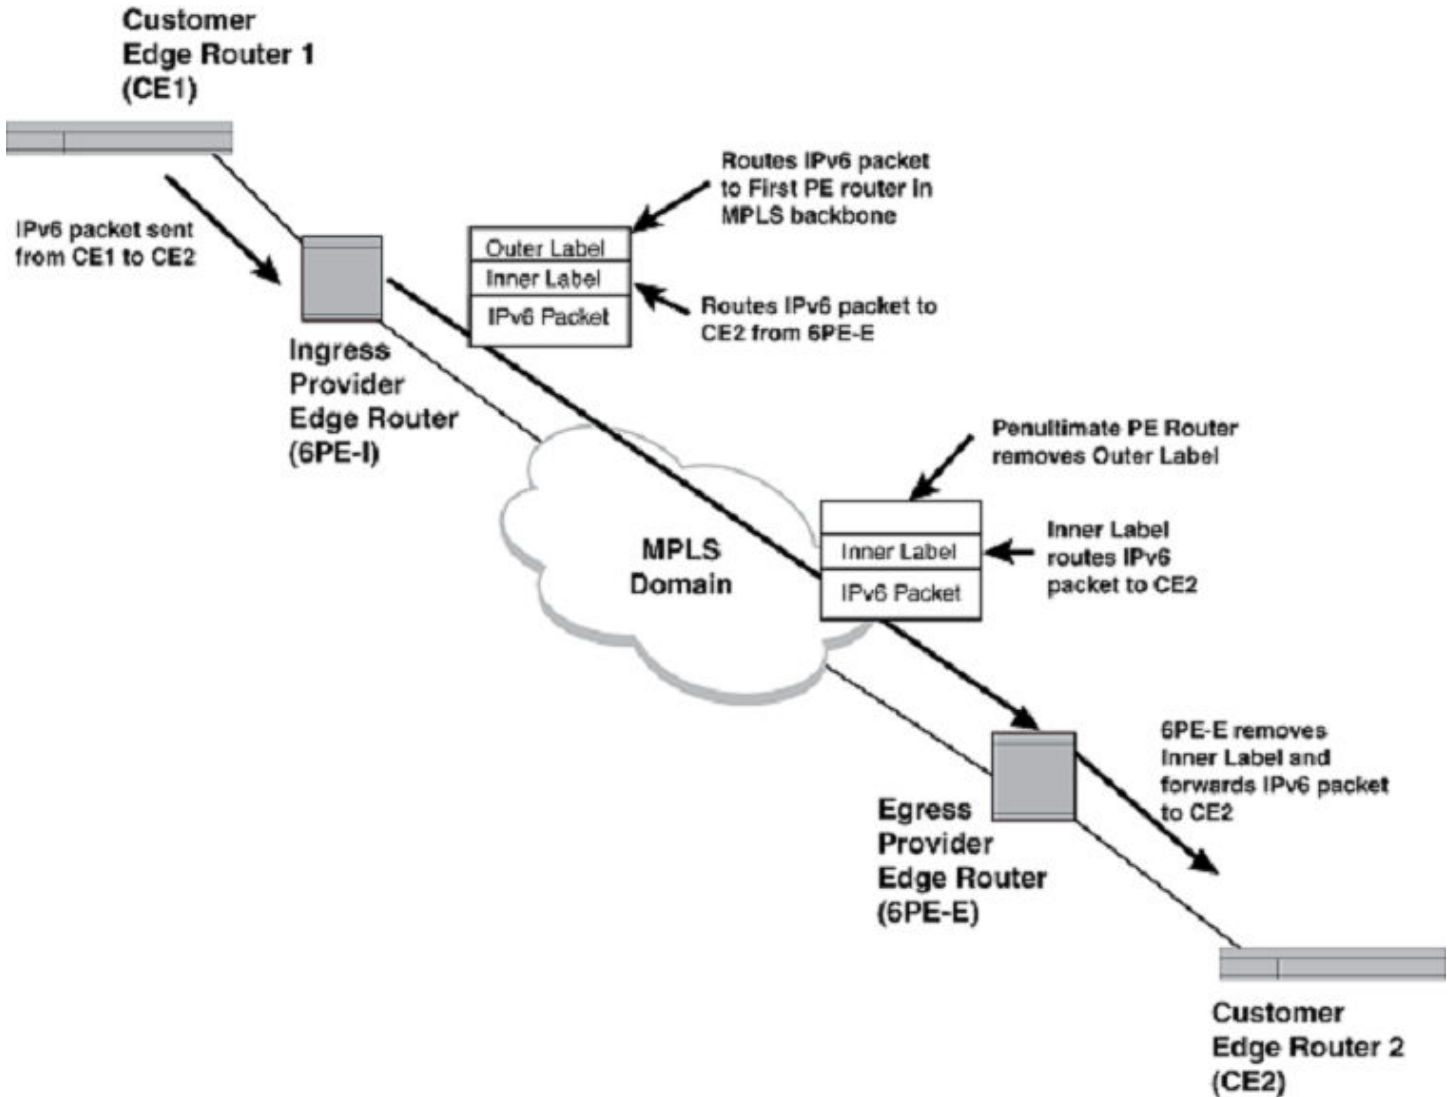 Customer
Edge Router 1
(CE1)
IPv6 packet sent
from CE1 to CE2
Routes IPv6 packet
to First PE router in
MPLS backbone
Outer Label
Inner Label
IPv6 Packet
Routes IPv6 packet to
CE2 from 6PE-E
Ingress
Provider
Edge Router
(6PE-I)
Penultimate PE Router
removes Outer Label
MPLS
Domain
Inner Label
IPv6 Packet
Inner Label
routes IPv6
packet to CE2
6PE-E removes
Inner Label and
forwards IPv6 packet
to CE2
Egress
Provider
Edge Router
(6PE-E)
Customer
Edge Router 2
(CE2)